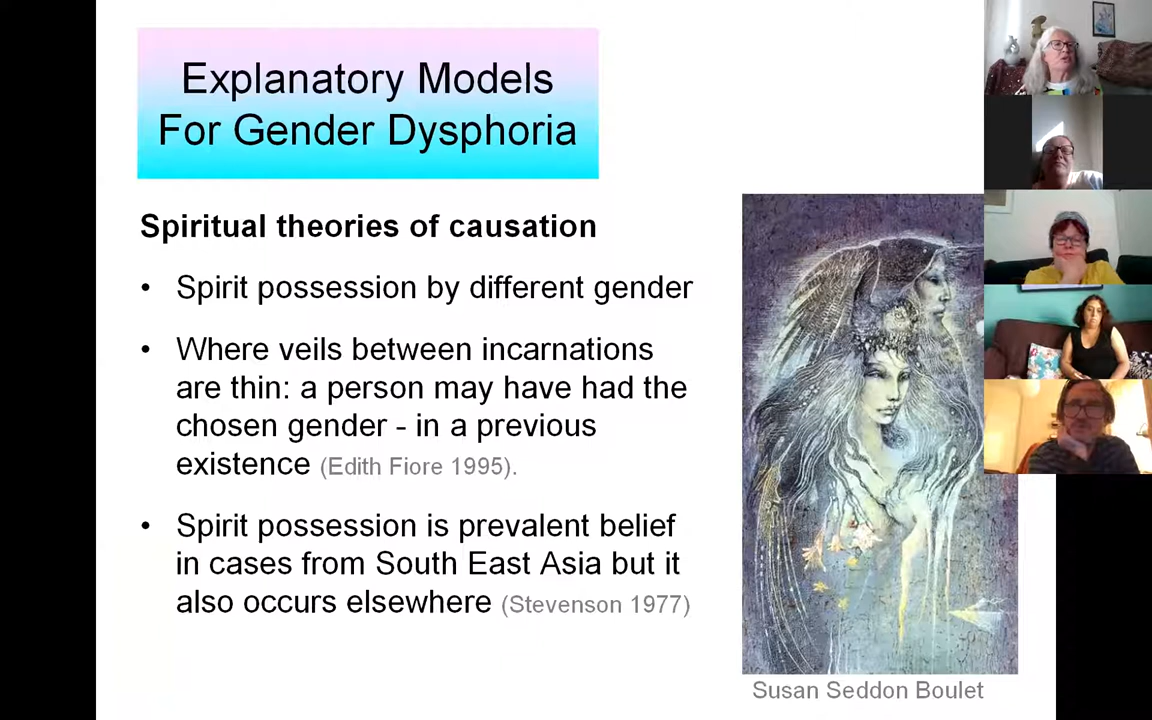 Explanatory Models
For Gender Dysphoria
Spiritual theories of causation
• Spirit possession by different gender
• Where veils between incarnations
are thin: a person may have had the
chosen gender - in a previous
existence (Edith Fiore 1995).
• Spirit possession is prevalent belief
in cases from South East Asia but it
also occurs elsewhere (Stevenson 1977)
Susan Seddon Boulet